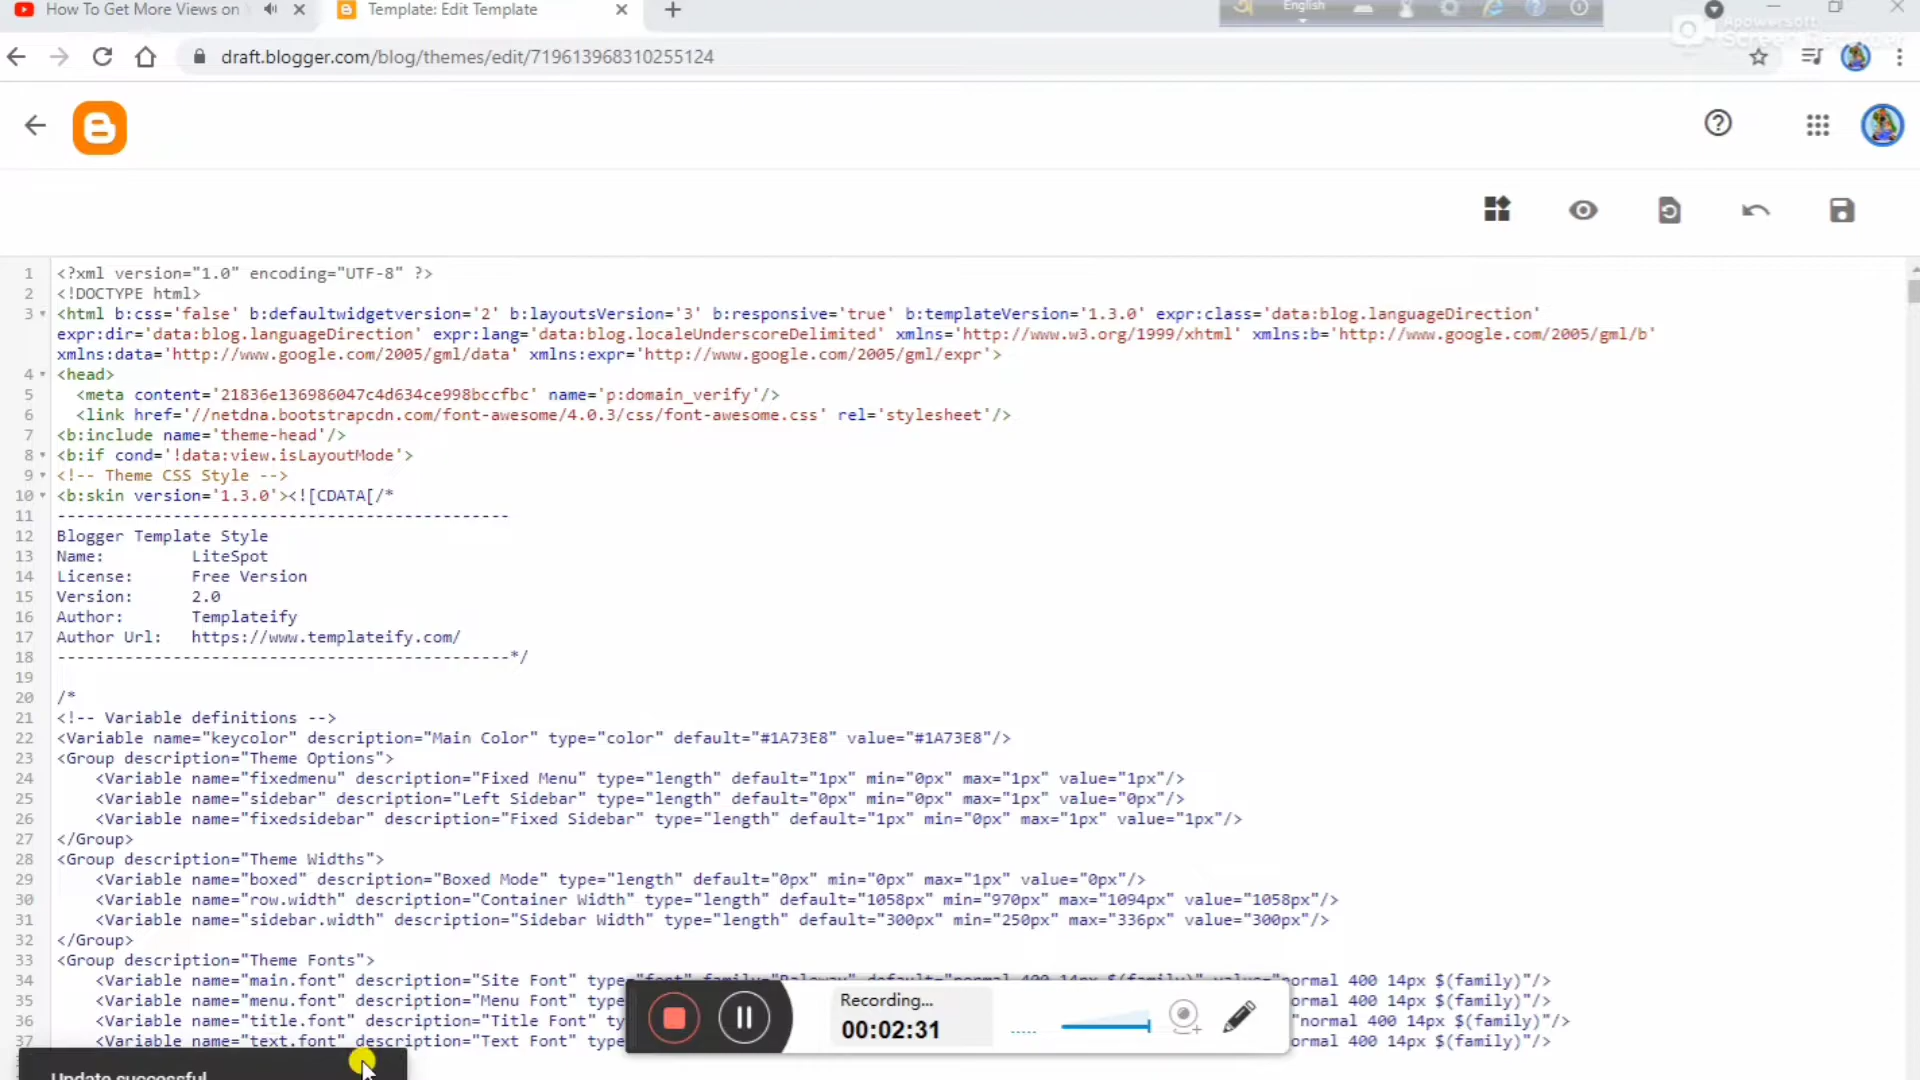 How To Get More Views on
Template: Edit Template
English
Apowersoft
Screen Recorder
draft.blogger.com/blog/themes/edit/719613968310255124
1 <?xml version="1.0" encoding="UTF-8" ?>
2 <!DOCTYPE html>
3 <html b:css='false' b:defaultwidgetversion='2' b:layoutsVersion='3' b:responsive='true' b:templateVersion='1.3.0' expr:class='data:blog.languageDirection'
expr:dir='data:blog.languageDirection' expr:lang='data:blog.localeUnderscoreDelimited' xmlns='http://www.w3.org/1999/xhtml' xmlns:b='http://www.google.com/2005/gml/b'
xmlns:data='http://www.google.com/2005/gml/data' xmlns:expr='http://www.google.com/2005/gml/expr'>
4 <head>
5 <meta content='21836e136986047c4d634ce998bccfbc' name='p:domain_verify'/>
6 <link href='//netdna.bootstrapcdn.com/font-awesome/4.0.3/css/font-awesome.css' rel='stylesheet'/>
7 <b:include name='theme-head'/>
8 <b:if cond='!data:view.isLayoutMode'>
9 <!-- Theme CSS Style -->
10 <b:skin version='1.3.0'><![CDATA[/*
11 -----------------------------------------------
12 Blogger Template Style
13 Name: LiteSpot
14 License: Free Version
15 Version: 2.0
16 Author: Templateify
17 Author Url: https://www.templateify.com/
18 -----------------------------------------------*/
19
20 /*
21 <!-- Variable definitions -->
22 <Variable name="keycolor" description="Main Color" type="color" default="#1A73E8" value="#1A73E8"/>
23 <Group description="Theme Options">
24 <Variable name="fixedmenu" description="Fixed Menu" type="length" default="1px" min="0px" max="1px" value="1px"/>
25 <Variable name="sidebar" description="Left Sidebar" type="length" default="0px" min="0px" max="1px" value="0px"/>
26 <Variable name="fixedsidebar" description="Fixed Sidebar" type="length" default="1px" min="0px" max="1px" value="1px"/>
27 </Group>
28 <Group description="Theme Widths">
29 <Variable name="boxed" description="Boxed Mode" type="length" default="0px" min="0px" max="1px" value="0px"/>
30 <Variable name="row.width" description="Container Width" type="length" default="1058px" min="970px" max="1094px" value="1058px"/>
31 <Variable name="sidebar.width" description="Sidebar Width" type="length" default="300px" min="250px" max="336px" value="300px"/>
32 </Group>
33 <Group description="Theme Fonts">
34 <Variable name="main.font" description="Site Font" type="font" family="Raleway" default="normal 400 14px $(family)" value="normal 400 14px $(family)"/>
35 <Variable name="menu.font" description="Menu Font" type ormal 400 14px $(family)"/>
36 <Variable name="title.font" description="Title Font" ty "normal 400 14px $(family)"/>
37 <Variable name="text.font" description="Text Font" type ormal 400 14px $(family)"/>
Recording...
00:02:31
Update successful